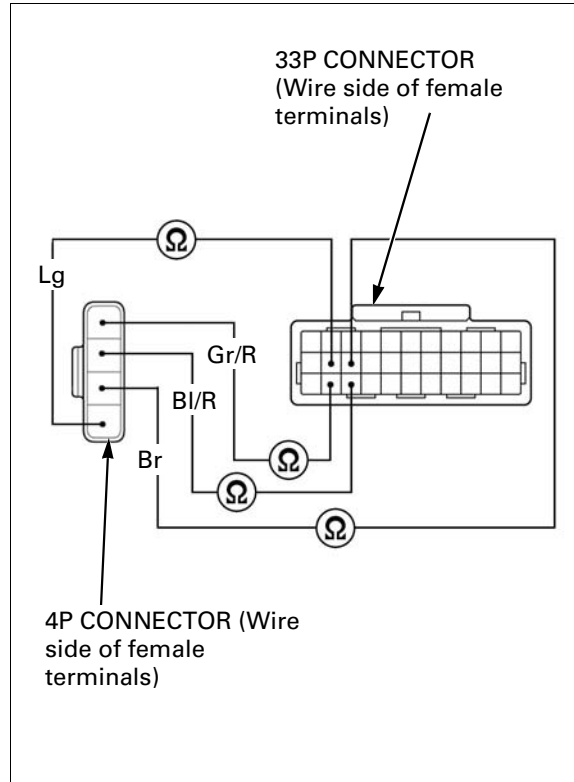 33P CONNECTOR
(Wire side of female
terminals)
Ω
Lg
Gr/R
Bl/R
Br
Ω
Ω
Ω
4P CONNECTOR (Wire
side of female
terminals)